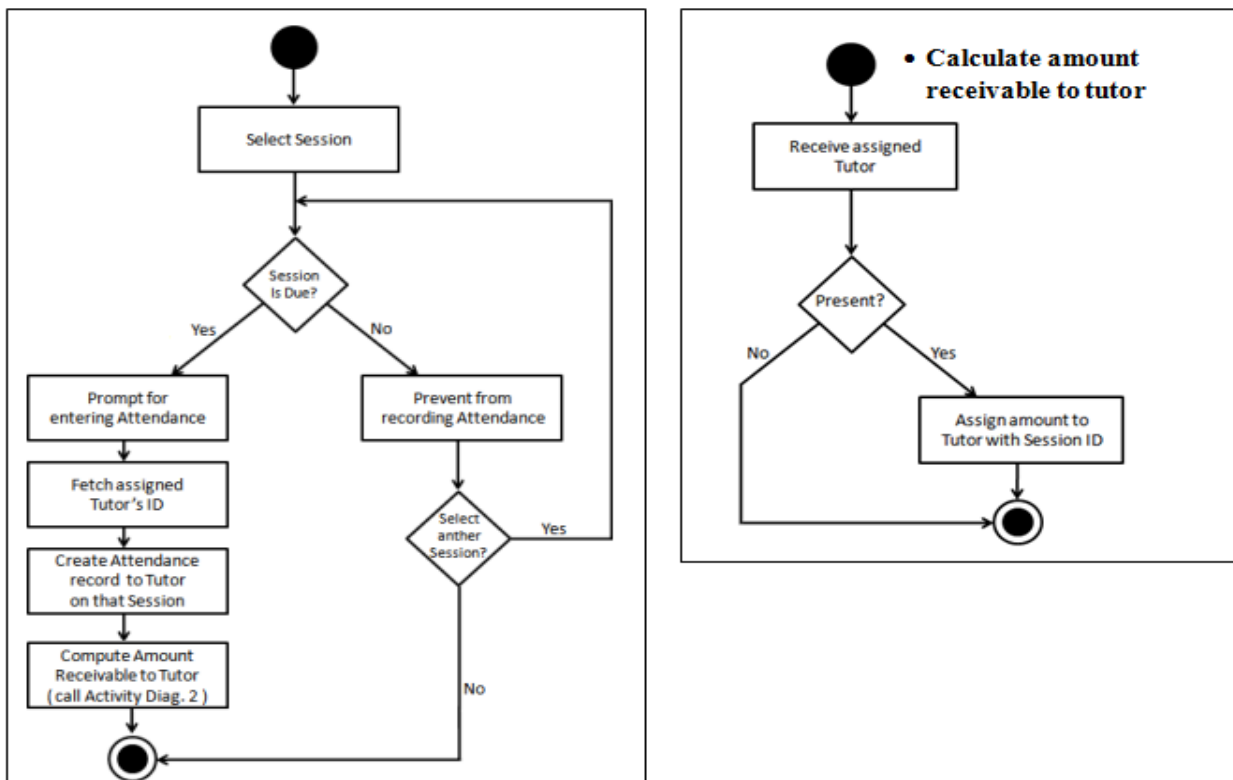 Select Session
Session
Is Due?
Yes
No
Prompt for
entering Attendance
Prevent from
recording Attendance
Fetch assigned
Tutor's ID
Select
anther
Session?
Yes
Create Attendance
record to Tutor
on that Session
Compute Amount
Receivable to Tutor
( call Activity Diag. 2 )
No
• Calculate amount
receivable to tutor
Receive assigned
Tutor
Present?
No
Yes
Assign amount to
Tutor with Session ID